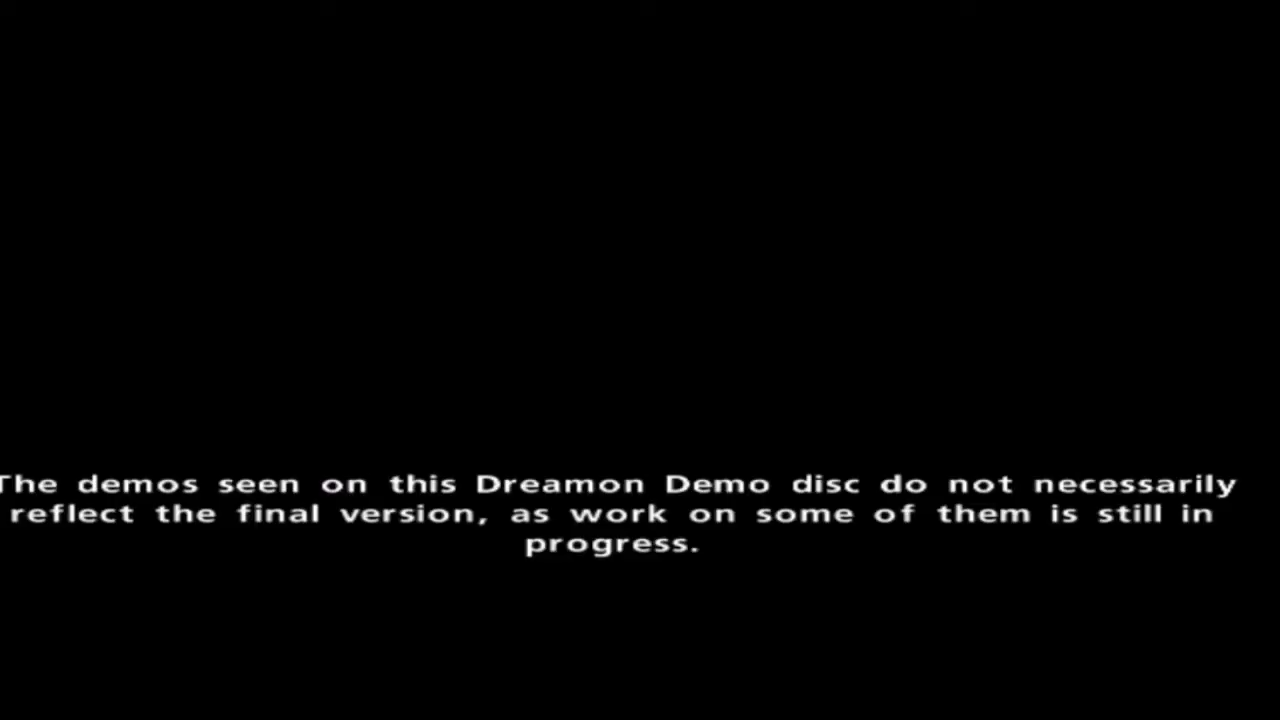 The demos seen on this Dreamon Demo disc do not necessarily
reflect the final version, as work on some of them is still in
progress.